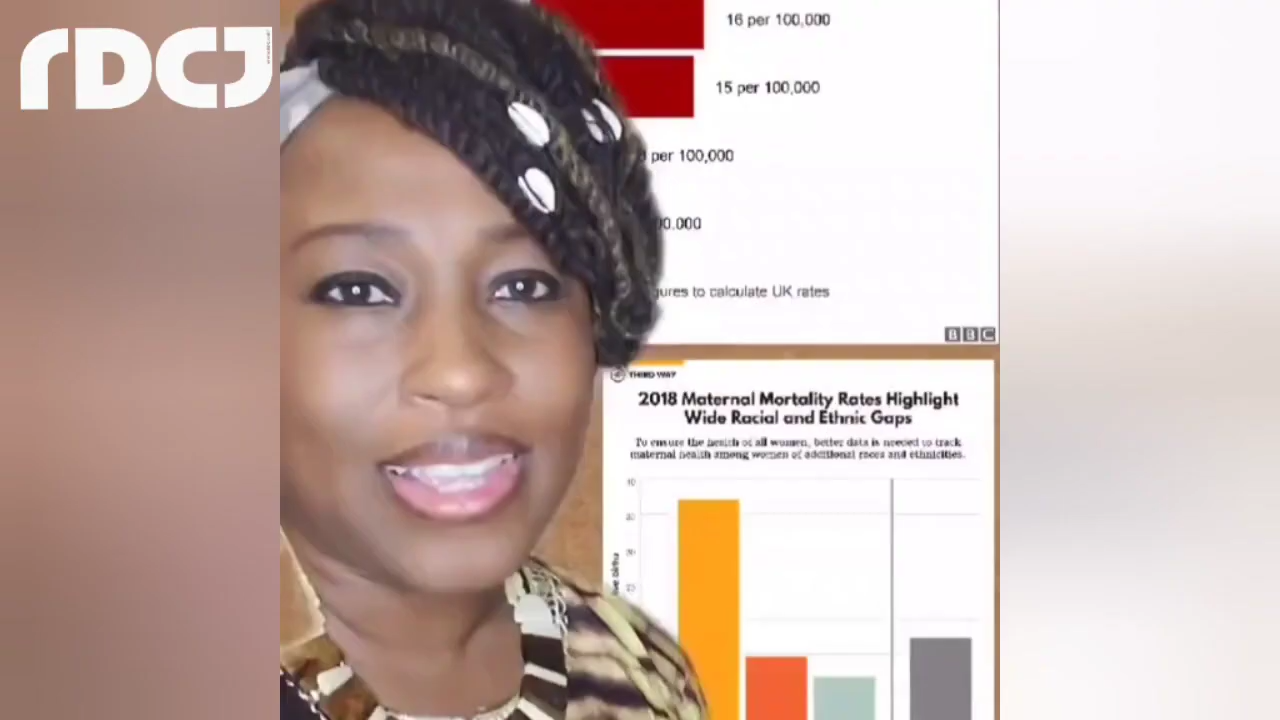 rDCJ
16 per 100,000
15 per 100,000
per 100,000
00.000
gures to calculate UK rates
BBC
THIRD WAY
2018 Maternal Mortality Rates Highlight
Wide Racial and Ethnic Gaps
To ensure the health of all women, better data is needed to track
maternal health among women of additional races and ethnicities.
40